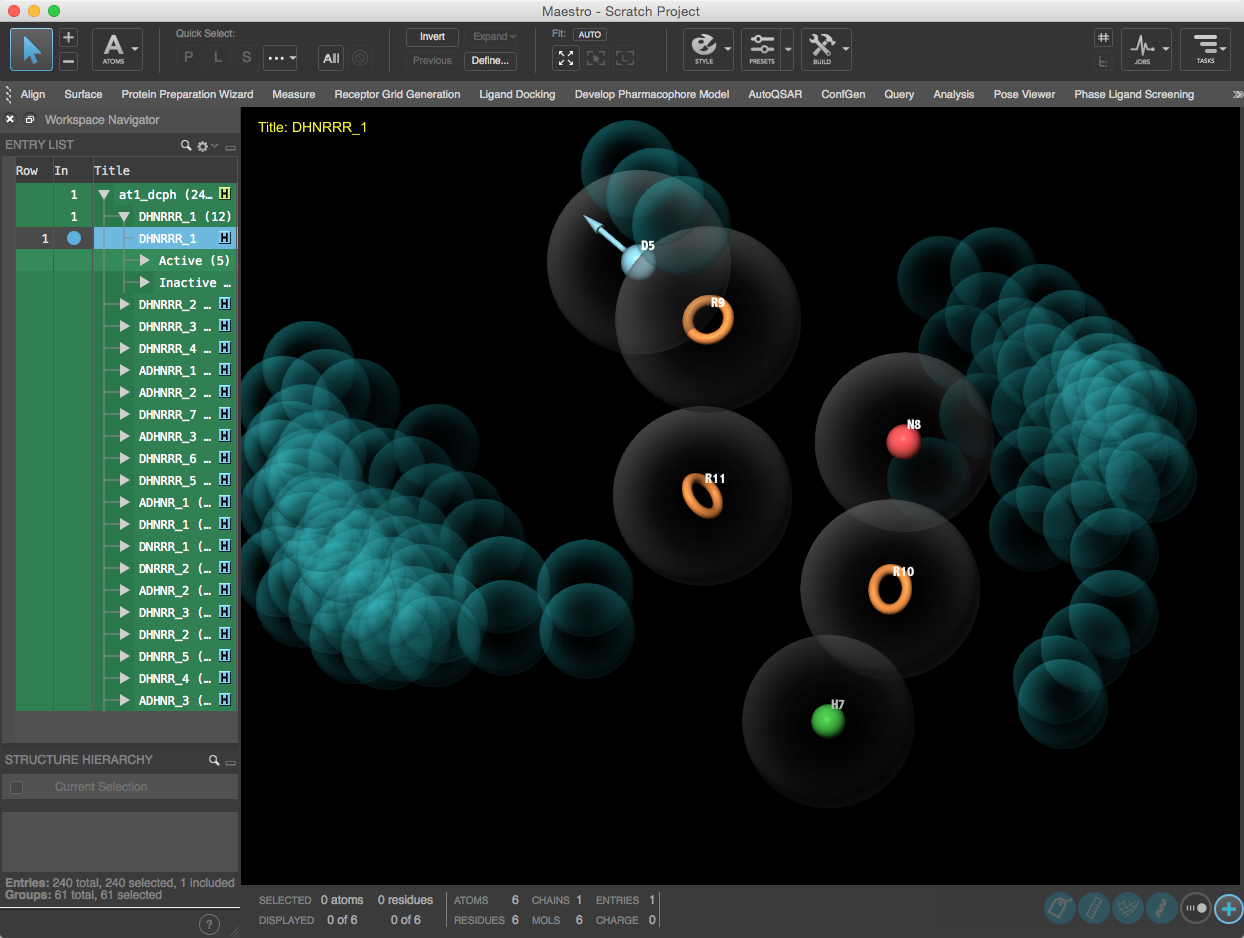 Maestro - Scratch Project
Quick Select:
Invert
Expand
Fit: AUTO
A
ATOMS
P L S ...
All
Previous
Define...
STYLE
PRESETS
BUILD
JOBS
TASKS
Align Surface Protein Preparation Wizard Measure Receptor Grid Generation Ligand Docking Develop Pharmacophore Model AutoQSAR ConfGen Query Analysis Pose Viewer Phase Ligand Screening
Workspace Navigator
ENTRY LIST
Row In Title
1 at1_dcph (24... H
1 DHNRRR_1 (12)
1 DHNRRR_1 H
Active (5)
Inactive ...
DHNRRR_2 ... H
DHNRRR_3 ... H
DHNRRR_4 ... H
ADHNRR_1 ... H
ADHNRR_2 ... H
DHNRRR_7 ... H
ADHNRR_3 ... H
DHNRRR_6 ... H
DHNRRR_5 ... H
ADHNR_1 (... H
DHNRR_1 (... H
DNRRR_1 (... H
DNRRR_2 (... H
ADHNR_2 (... H
DHNRR_3 (... H
DHNRR_2 (... H
DHNRR_5 (... H
DHNRR_4 (... H
ADHNR_3 (... H
Title: DHNRRR_1
D5
R9
N8
R11
R10
H7
STRUCTURE HIERARCHY
Current Selection
Entries: 240 total, 240 selected, 1 included
Groups: 61 total, 61 selected
?
SELECTED 0 atoms 0 residues ATOMS 6 CHAINS 1 ENTRIES 1
DISPLAYED 0 of 6 0 of 6 RESIDUES 6 MOLS 6 CHARGE 0